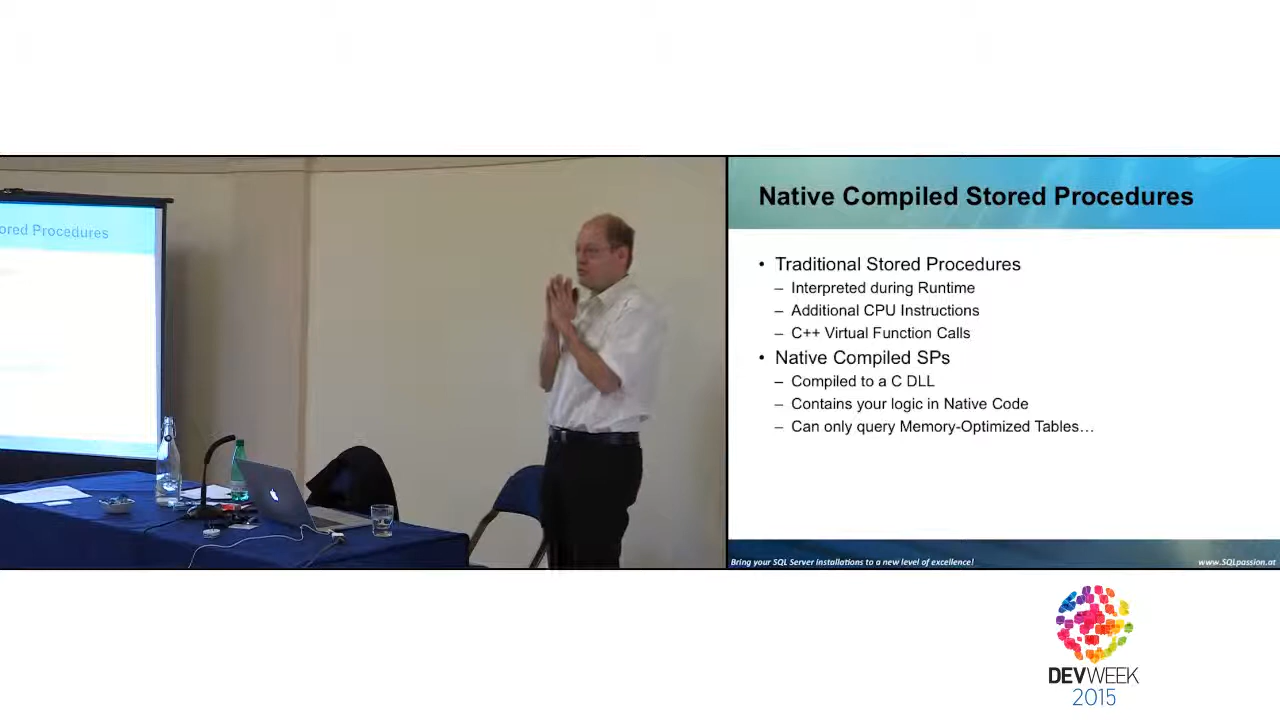 ored Procedures
Native Compiled Stored Procedures
• Traditional Stored Procedures
– Interpreted during Runtime
– Additional CPU Instructions
– C++ Virtual Function Calls
• Native Compiled SPs
– Compiled to a C DLL
– Contains your logic in Native Code
– Can only query Memory-Optimized Tables…
Bring your SQL Server installations to a new level of excellence!
www.SQLpassion.at
DEVWEEK
2015